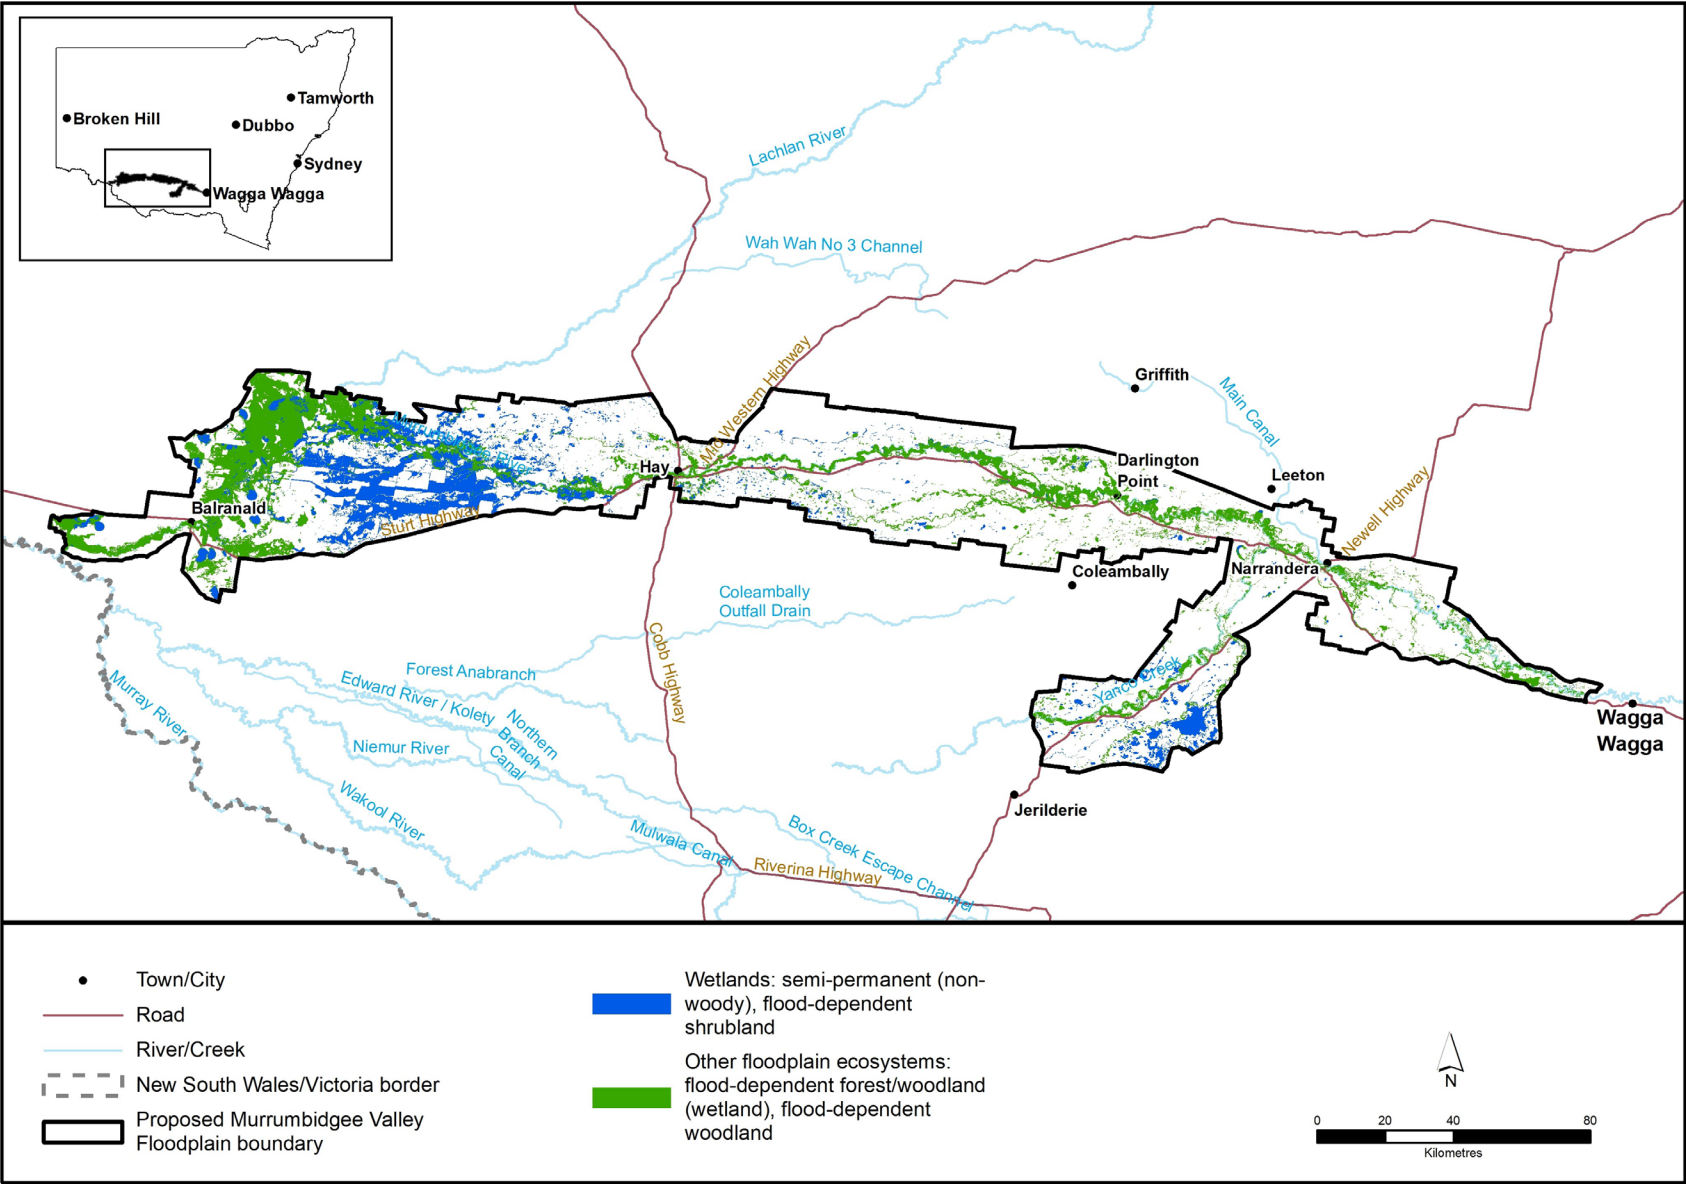 Tamworth
Broken Hill
Dubbo
Sydney
Wagga Wagga
Lachlan River
Wah Wah No 3 Channel
Mid Western Highway
Griffith
Main Canal
Murrumbidgee River
Hay
Darlington
Point
Leeton
Newell Highway
Balranald
Sturt Highway
Narrandera
Coleambally
Coleambally
Outfall Drain
Cobb Highway
Forest Anabranch
Edward River / Kolety
Murray River
Niemur River
Northern
Branch
Canal
Yanco Creek
Wagga
Wagga
Wakool River
Jerilderie
Mulwala Canal
Box Creek Escape Channel
Riverina Highway
Town/City
Road
River/Creek
New South Wales/Victoria border
Proposed Murrumbidgee Valley
Floodplain boundary
Wetlands: semi-permanent (non-
woody), flood-dependent
shrubland
Other floodplain ecosystems:
flood-dependent forest/woodland
(wetland), flood-dependent
woodland
N
0 20 40 80
Kilometres